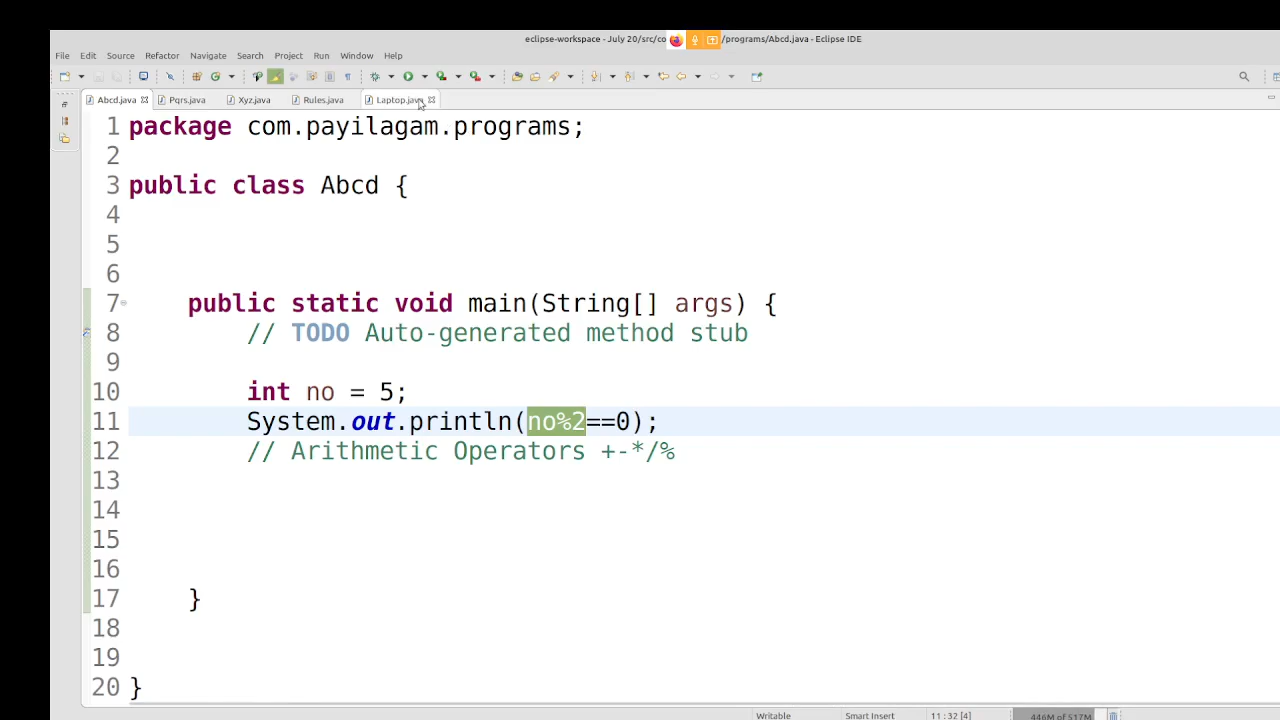 eclipse-workspace - July 20/src/co /programs/Abcd.java - Eclipse IDE
File Edit Source Refactor Navigate Search Project Run Window Help
Abcd.java Pqrs.java Xyz.java Rules.java Laptop.java
1 package com.payilagam.programs;
2
3 public class Abcd {
4
5
6
7 public static void main(String[] args) {
8 // TODO Auto-generated method stub
9
10 int no = 5;
11 System.out.println(no%2==0);
12 // Arithmetic Operators +-*/%
13
14
15
16
17 }
18
19
20 }
Writable Smart Insert 11 : 32 [4] 446M of 517M